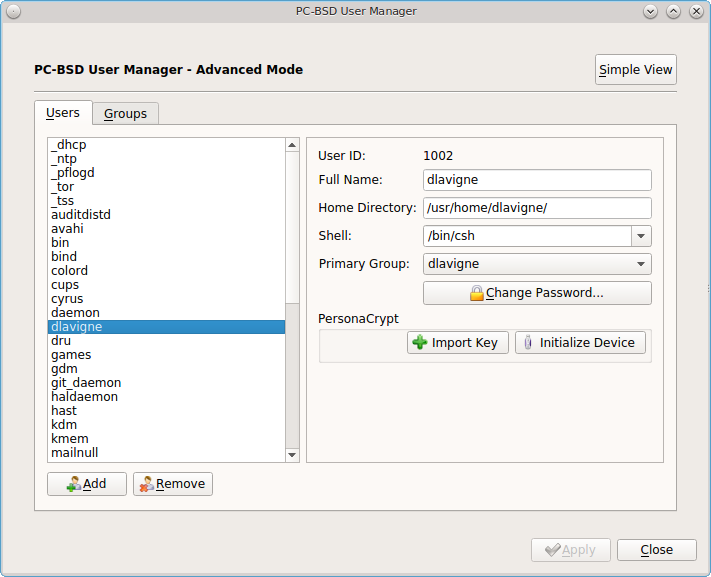 PC-BSD User Manager
PC-BSD User Manager - Advanced Mode
Simple View
Users
Groups
_dhcp
_ntp
_pflogd
_tor
_tss
auditdistd
avahi
bin
bind
colord
cups
cyrus
daemon
dlavigne
dru
games
gdm
git_daemon
haldaemon
hast
kdm
kmem
mailnull
User ID: 1002
Full Name: dlavigne
Home Directory: /usr/home/dlavigne/
Shell: /bin/csh
Primary Group: dlavigne
Change Password...
PersonaCrypt
Import Key
Initialize Device
Add
Remove
Apply
Close